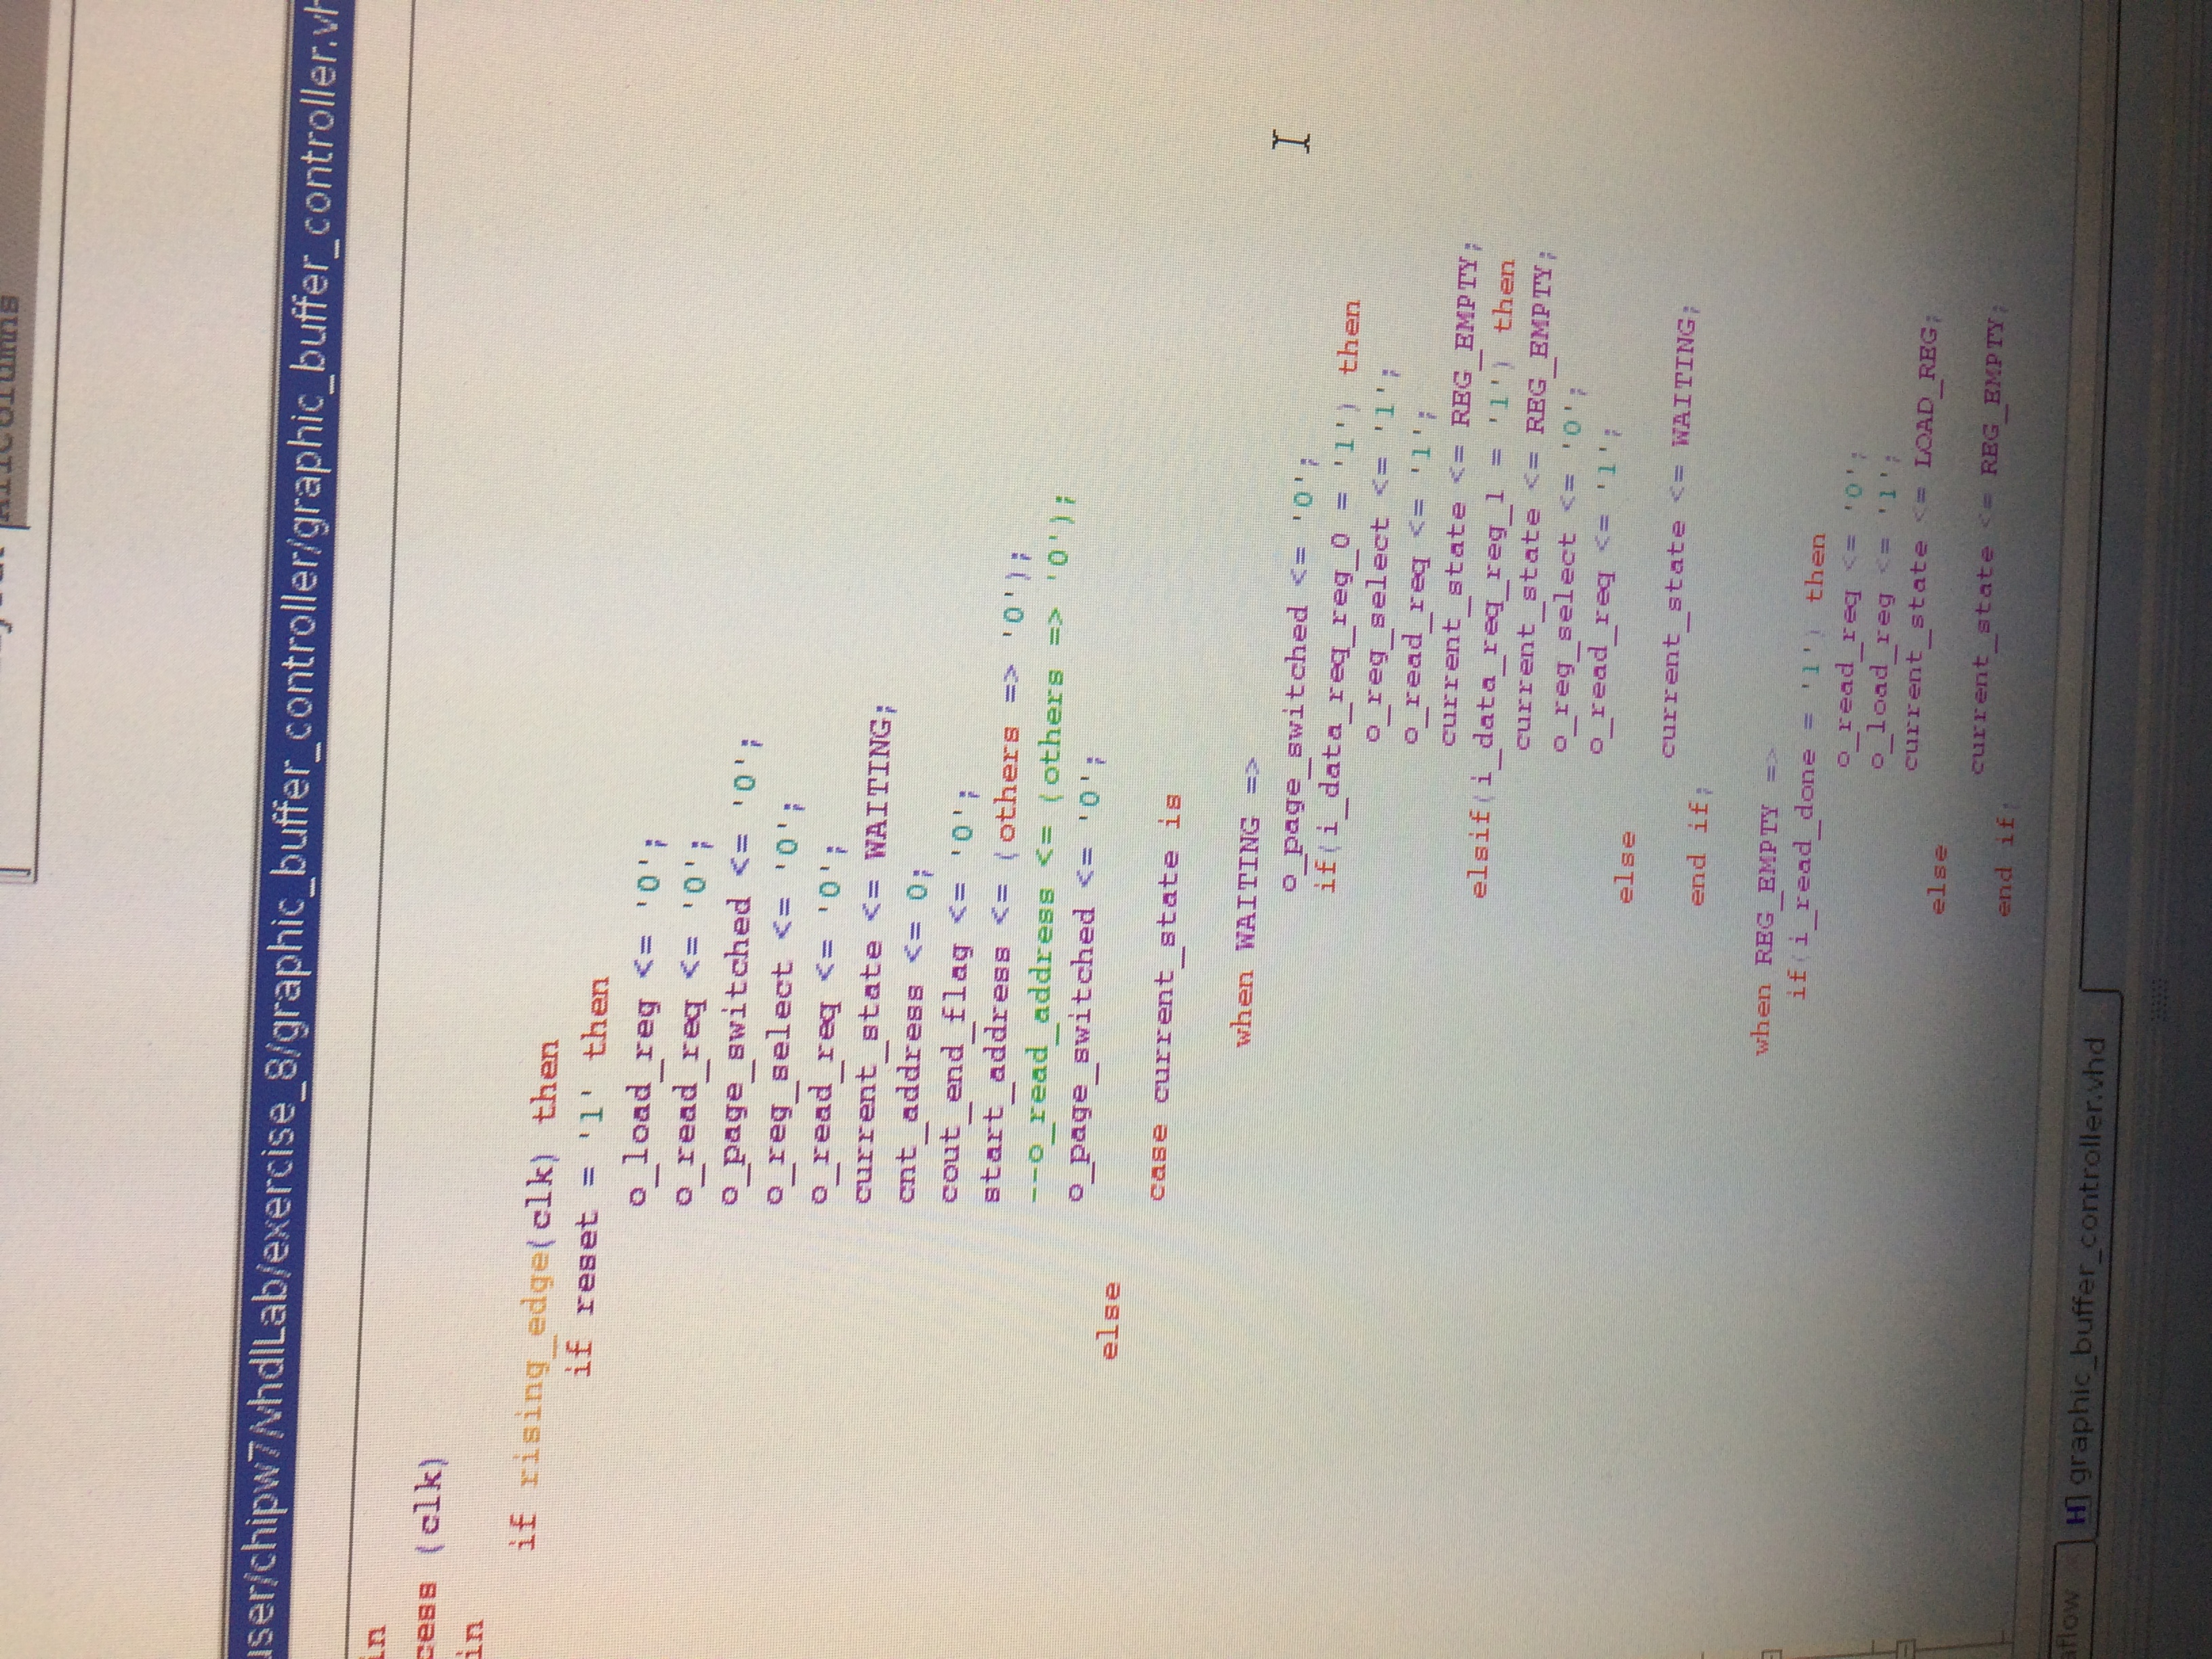 AllColumns
user/chipw7/vhdlLab/exercise_8/graphic_buffer_controller/graphic_buffer_controller.vh
in
cess (clk)
in
if rising_edge(clk) then
if reset = '1' then
o_load_reg <= '0';
o_read_req <= '0';
o_page_switched <= '0';
o_reg_select <= '0';
o_read_req <= '0';
current_state <= WAITING;
cnt_address <= 0;
cout_end_flag <= '0';
start_address <= (others => '0');
--o_read_address <= (others => '0');
o_page_switched <= '0';
else
case current_state is
when WAITING =>
o_page_switched <= '0';
if(i_data_req_reg_0 = '1') then
o_reg_select <= '1';
o_read_req <= '1';
current_state <= REG_EMPTY;
elsif(i_data_req_reg_1 = '1') then
current_state <= REG_EMPTY;
o_reg_select <= '0';
o_read_req <= '1';
else
current_state <= WAITING;
end if;
when REG_EMPTY =>
if(i_read_done = '1') then
o_read_req <= '0';
o_load_reg <= '1';
current_state <= LOAD_REG;
else
current_state <= REG_EMPTY;
end if;
aflow
graphic_buffer_controller.vhd